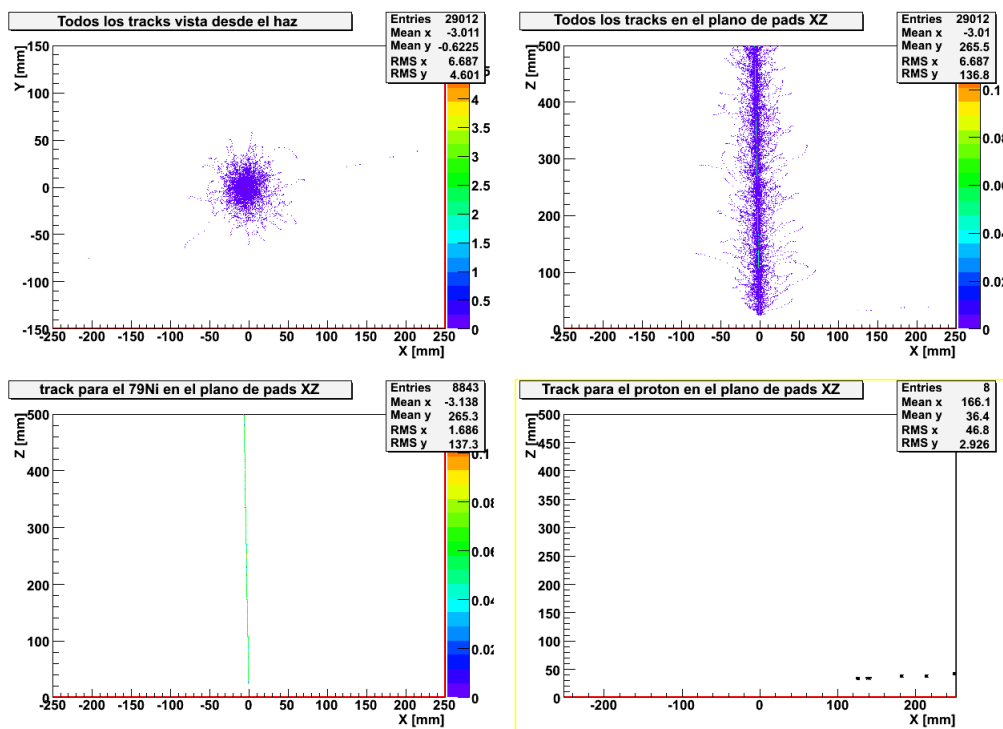 Todos los tracks vista desde el haz
Entries 29012
Mean x -3.011
Mean y -0.6225
RMS x 6.687
RMS y 4.601
Y [mm]
150
100
50
0
-50
-100
-150
-250 -200 -150 -100 -50 0 50 100 150 200 250
X [mm]
4
3.5
3
2.5
2
1.5
1
0.5
0
Todos los tracks en el plano de pads XZ
Entries 29012
Mean x -3.01
Mean y 265.5
RMS x 6.687
RMS y 136.8
Z [mm]
500
400
300
200
100
0
-250 -200 -150 -100 -50 0 50 100 150 200 250
X [mm]
0.1
0.08
0.0
0.04
0.02
0
track para el 79Ni en el plano de pads XZ
Entries 8843
Mean x -3.138
Mean y 265.3
RMS x 1.686
RMS y 137.3
Z [mm]
500
400
300
200
100
0
-250 -200 -150 -100 -50 0 50 100 150 200 250
X [mm]
0.1
0.08
0.06
0.04
0.02
0
Track para el proton en el plano de pads XZ
Entries 8
Mean x 166.1
Mean y 36.4
RMS x 46.8
RMS y 2.926
Z [mm]
500
450
400
350
300
250
200
150
100
50
0
-200 -100 0 100 200
X [mm]